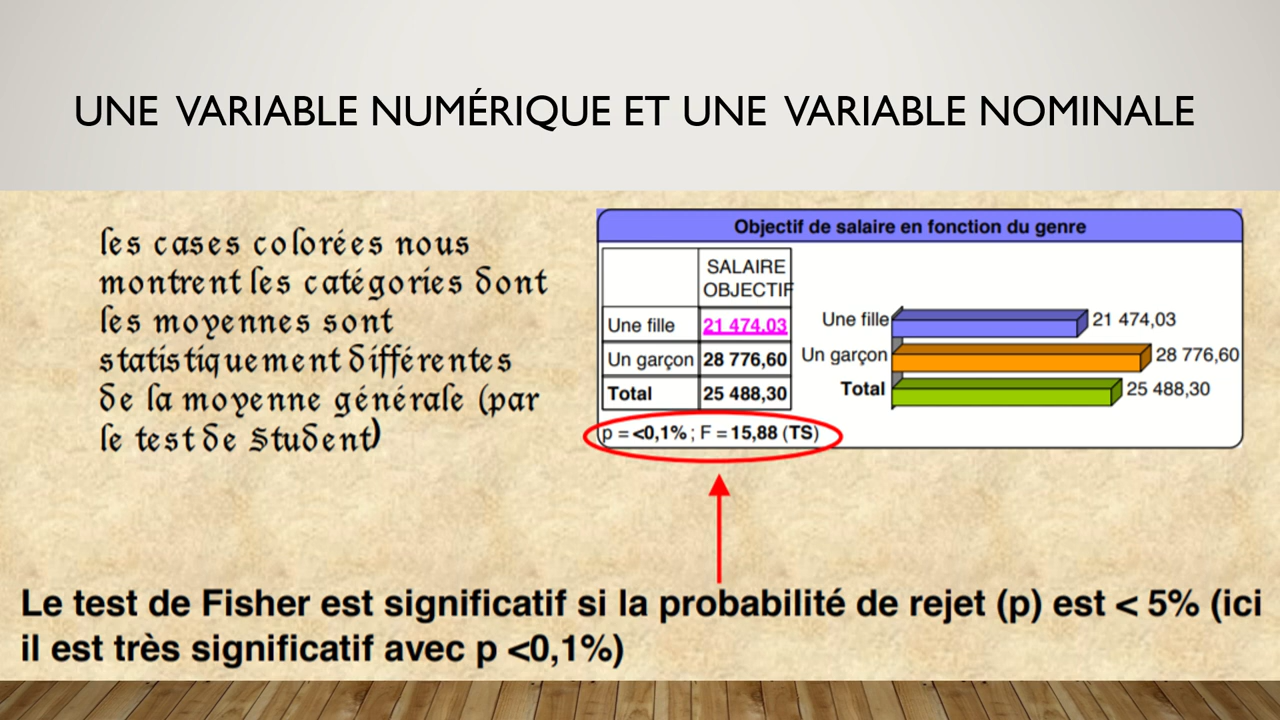 UNE VARIABLE NUMÉRIQUE ET UNE VARIABLE NOMINALE
les cases colorées nous
montrent les catégories dont
les moyennes sont
statistiquement différentes
de la moyenne générale (par
le test de Student)
Objectif de salaire en fonction du genre
SALAIRE
OBJECTIF
Une fille 21 474,03
Un garçon 28 776,60
Total 25 488,30
p = <0,1% ; F = 15,88 (TS)
Une fille 21 474,03
Un garçon 28 776,60
Total 25 488,30
Le test de Fisher est significatif si la probabilité de rejet (p) est < 5% (ici
il est très significatif avec p <0,1%)